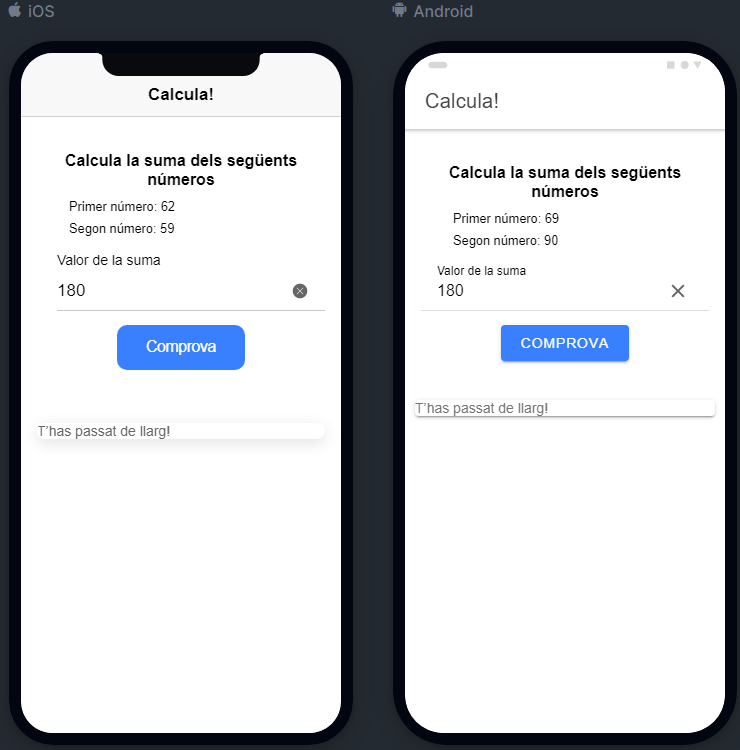 iOS
Calcula!
Calcula la suma dels següents
números
Primer número: 62
Segon número: 59
Valor de la suma
180
Comprova
T'has passat de llarg!
Android
Calcula!
Calcula la suma dels següents
números
Primer número: 69
Segon número: 90
Valor de la suma
180
COMPROVA
T'has passat de llarg!